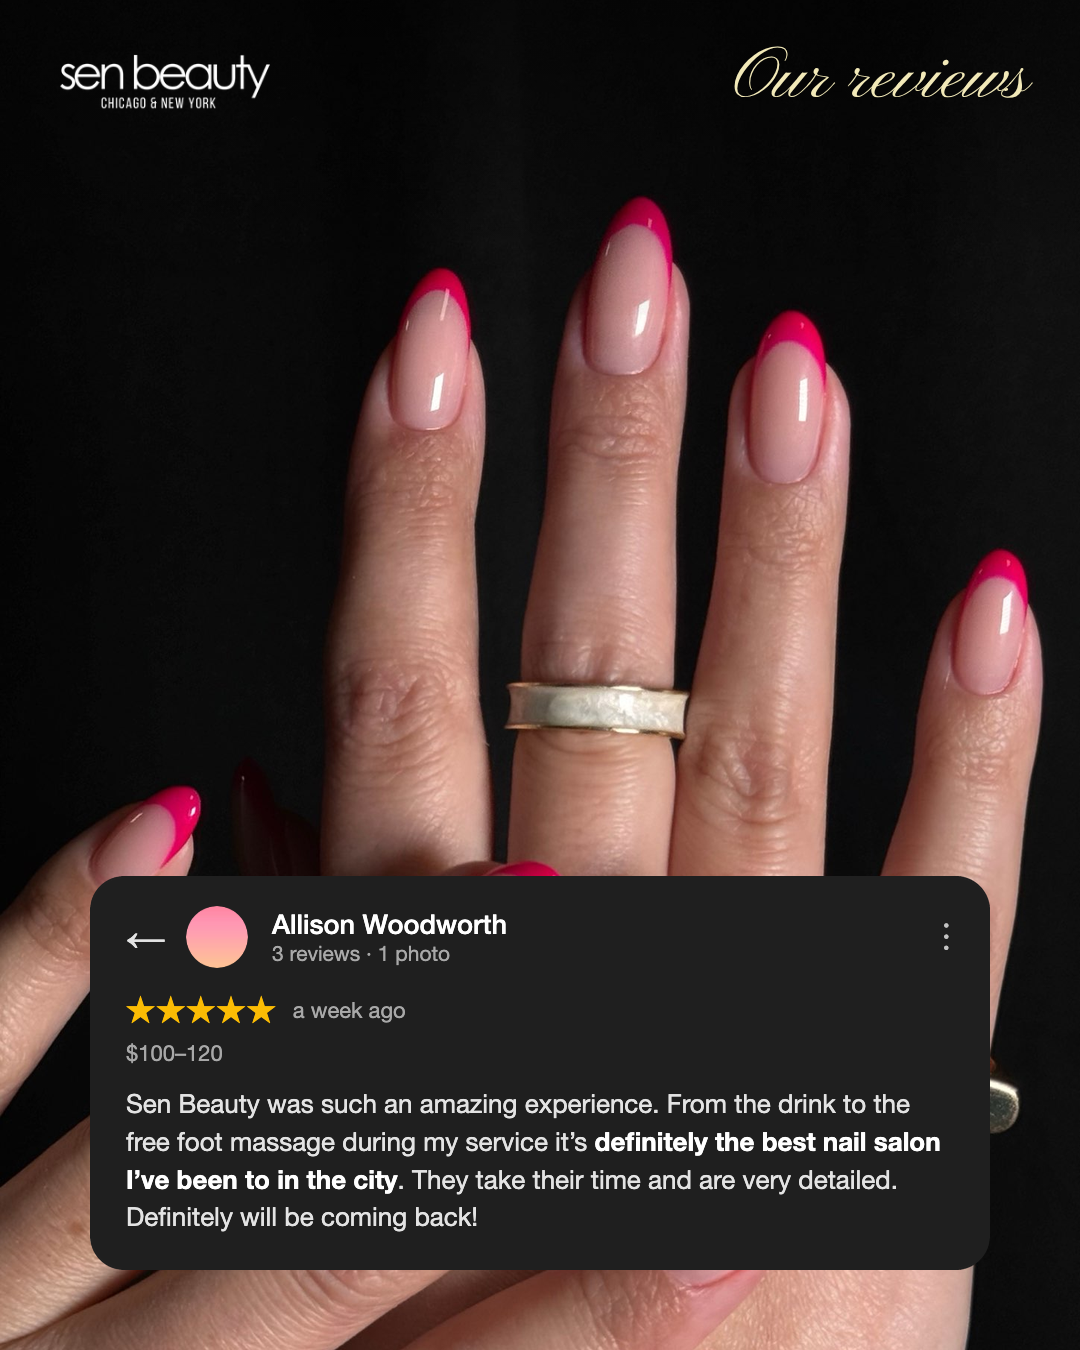 sen beauty
CHICAGO & NEW YORK
Our reviews
Allison Woodworth
3 reviews · 1 photo
a week ago
$100–120
Sen Beauty was such an amazing experience. From the drink to the
free foot massage during my service it’s definitely the best nail salon
I’ve been to in the city. They take their time and are very detailed.
Definitely will be coming back!